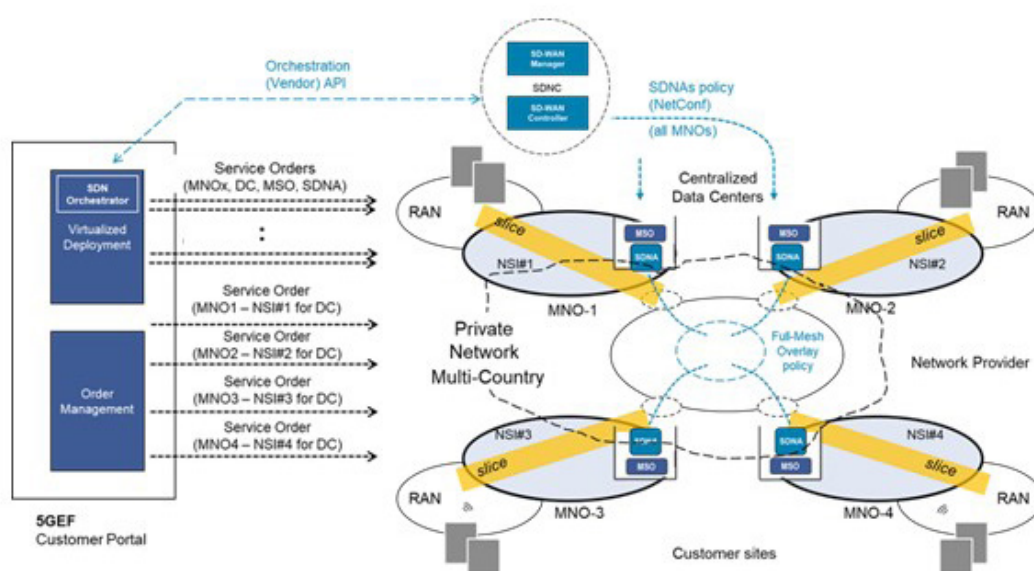 Orchestration
(Vendor) API
SD-WAN
Manager
SDNC
SD-WAN
Controller
SDNAs policy
(NetConf)
(all MNOs)
SDN
Orchestrator
Virtualized
Deployment
Service Orders
(MNOx, DC, MSO, SDNA)
:
Service Order
(MNO1 – NSI#1 for DC)
Service Order
(MNO2 – NSI#2 for DC)
Order
Management
Service Order
(MNO3 – NSI#3 for DC)
Service Order
(MNO4 – NSI#4 for DC)
5GEF
Customer Portal
Centralized
Data Centers
RAN
slice
NSI#1
MSO
SDNA
MNO-1
MSO
SDNA
slice
NSI#2
RAN
MNO-2
Private
Network
Multi-Country
Full-Mesh
Overlay
policy
Network Provider
NSI#3
slice
RAN
MSO
MNO-3
SDNA
MSO
NSI#4
slice
RAN
MNO-4
Customer sites